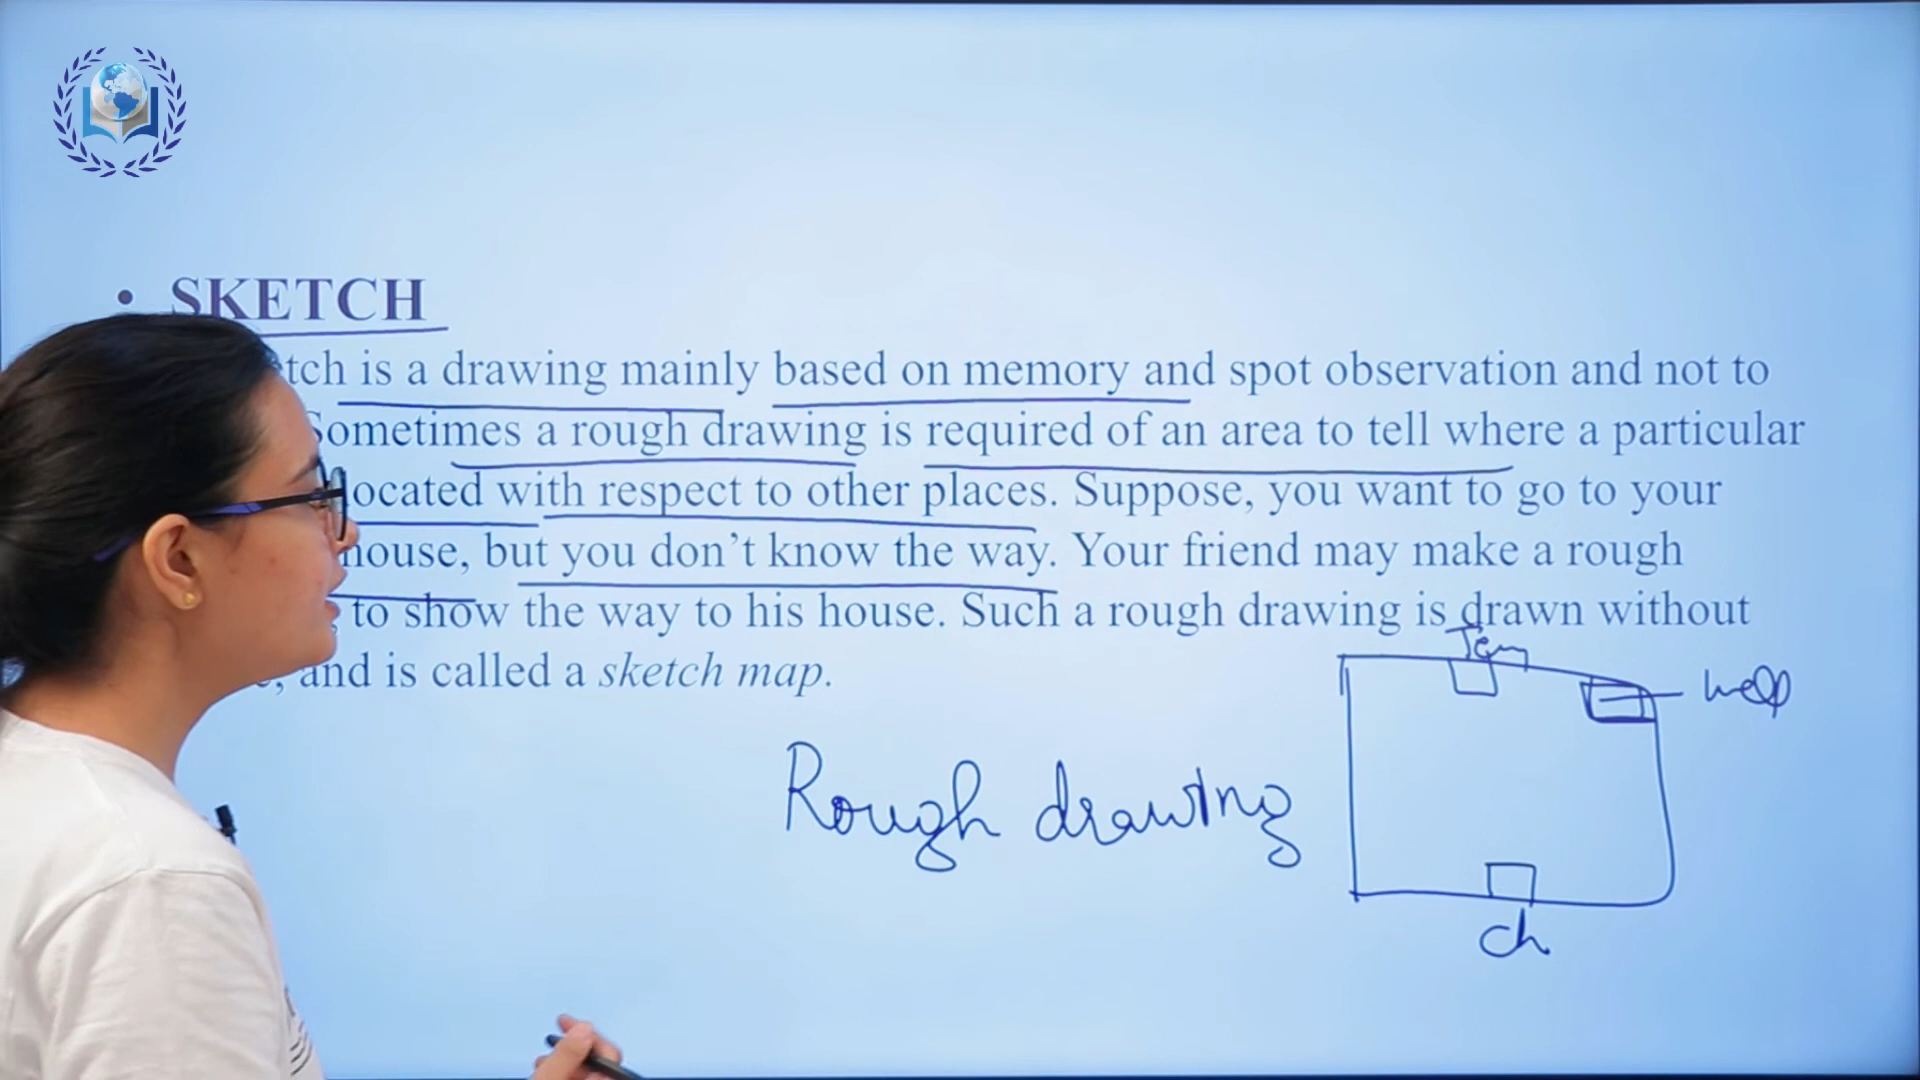 • SKETCH
tch is a drawing mainly based on memory and spot observation and not to
Sometimes a rough drawing is required of an area to tell where a particular
located with respect to other places. Suppose, you want to go to your
house, but you don’t know the way. Your friend may make a rough
to show the way to his house. Such a rough drawing is drawn without
, and is called a sketch map.
Tem
well
Rough drawing
ch